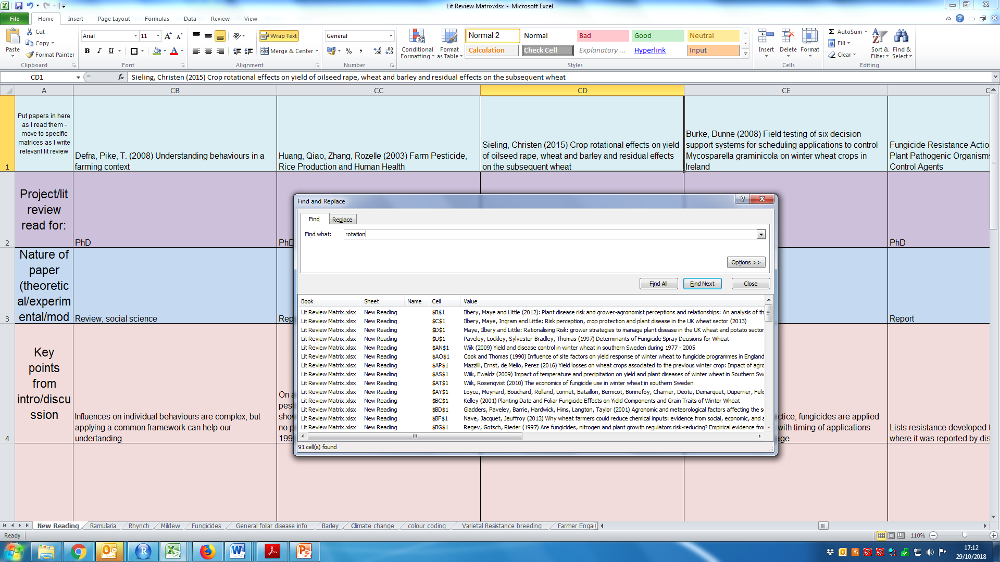 Lit Review Matrix.xlsx - Microsoft Excel
File Home Insert Page Layout Formulas Data Review View
Paste Cut Copy Format Painter Clipboard
Arial 11 B I U Font
Wrap Text Merge & Center Alignment
General % , Number
Conditional Formatting Format as Table
Normal 2 Normal Bad Good Neutral
Calculation Check Cell Explanatory ... Hyperlink Input
Styles
Insert Delete Format Cells
AutoSum Fill Clear Sort & Filter Find & Select Editing
CD1 fx Sieling, Christen (2015) Crop rotational effects on yield of oilseed rape, wheat and barley and residual effects on the subsequent wheat
A CB CC CD CE
1
Put papers in here
as I read them -
move to specific
matrices as I write
relevant lit review
Defra, Pike, T. (2008) Understanding behaviours in a
farming context
Huang, Qiao, Zhang, Rozelle (2003) Farm Pesticide,
Rice Production and Human Health
Sieling, Christen (2015) Crop rotational effects on yield
of oilseed rape, wheat and barley and residual effects
on the subsequent wheat
Burke, Dunne (2008) Field testing of six decision
support systems for scheduling applications to control
Mycosparella graminicola on winter wheat crops in
Ireland
Fungicide Resistance Actio
Plant Pathogenic Organisms
Control Agents
2
Project/lit
review
read for:
PhD
PhD
PhD
3
Nature of
paper
(theoretic
al/experim
ental/mod
Review, social science
Rep
Report
4
Key
points
from
intro/discu
ssion
Influences on individual behaviours are complex, but
applying a common framework can help our
undertanding
On a
pest
shov
no p
199
ctice, fungicides are applied
with timing of applications
age
Lists resistance developed t
where it was reported by dis
Find and Replace
Find Replace
Find what: rotation
Options >>
Find All Find Next Close
Book Sheet Name Cell Value
Lit Review Matrix.xlsx New Reading $B$1 Ilbery, Maye and Little (2012): Plant disease risk and grower-agronomist perceptions and relationships: An analysis of th
Lit Review Matrix.xlsx New Reading $C$1 Ilbery, Maye, Ingram and Little: Risk perception, crop protection and plant disease in the UK wheat sector (2013)
Lit Review Matrix.xlsx New Reading $D$1 Maye, Ilbery and Little: Rationalising Risk: grower strategies to manage plant disease in the UK wheat and potato sector
Lit Review Matrix.xlsx New Reading $U$1 Paveley, Lockley, Sylvester-Bradley, Thomas (1997) Determinants of Fungicide Spray Decisions for Wheat
Lit Review Matrix.xlsx New Reading $AN$1 Wiik (2009) Yield and disease control in winter wheat in southern Sweden during 1977 - 2005
Lit Review Matrix.xlsx New Reading $AO$1 Cook and Thomas (1990) Influence of site factors on yield response of winter wheat to fungicide programmes in England
Lit Review Matrix.xlsx New Reading $AP$1 Mazzilli, Ernst, de Mello, Perez (2016) Yield losses on wheat crops associated to the previous winter crop: Impact of agro
Lit Review Matrix.xlsx New Reading $AS$1 Wiik, Ewaldz (2009) Impact of temperature and precipitation on yield and plant diseases of winter wheat in Southern Sw
Lit Review Matrix.xlsx New Reading $AT$1 Wiik, Rosenqvist (2010) The economics of fungicide use in winter wheat in southern Sweden
Lit Review Matrix.xlsx New Reading $AY$1 Loyce, Meynard, Bouchard, Rolland, Lonnet, Bataillon, Bernicot, Bonnefoy, Charrier, Deote, Demarquet, Duperrier, Felix
Lit Review Matrix.xlsx New Reading $BC$1 Kelley (2001) Planting Date and Foliar Fungicide Effects on Yield Components and Grain Traits of Winter Wheat
Lit Review Matrix.xlsx New Reading $BD$1 Gladders, Paveley, Barrie, Hardwick, Hims, Langton, Taylor (2001) Agronomic and meteorological factors affecting the se
Lit Review Matrix.xlsx New Reading $BF$1 Nave, Jacquet, Jeuffroy (2013) Why wheat farmers could reduce chemical inputs: evidence from social, economic, and a
Lit Review Matrix.xlsx New Reading $BG$1 Regev, Gotsch, Rieder (1997) Are fungicides, nitrogen and plant growth regulators risk-reducing? Empirical evidence fro
91 cell(s) found
New Reading Ramularia Rhynch Mildew Fungicides General foliar disease info Barley Climate change colour coding Varietal Resistance breeding Farmer Enga
Ready 110%
17:12
29/10/2018